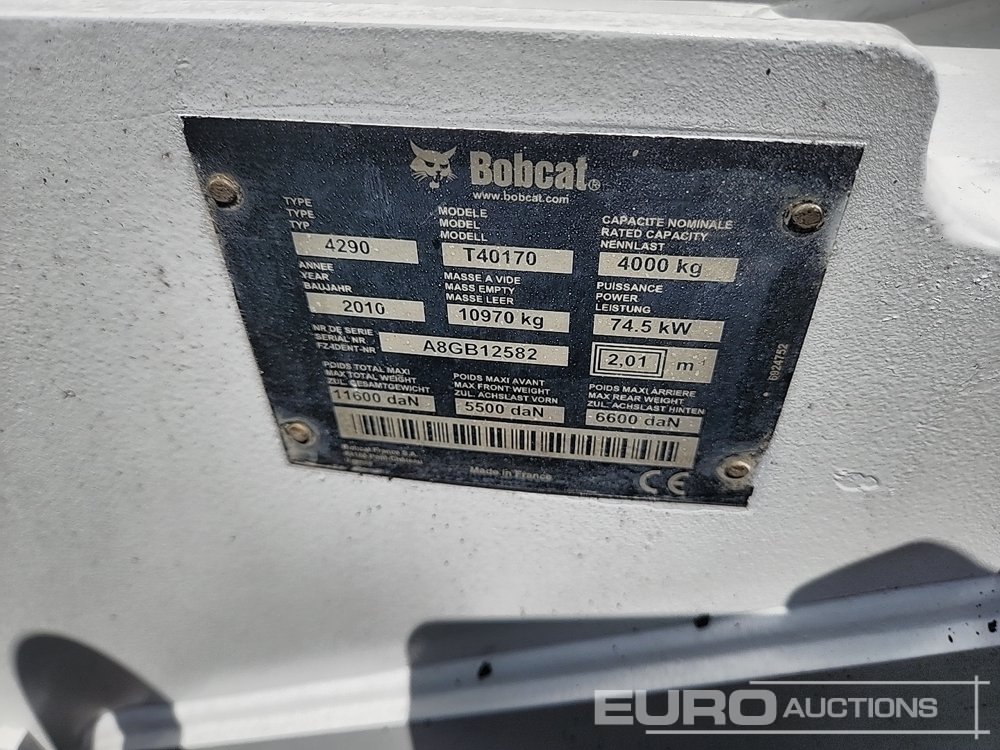 Bobcat®
www.bobcat.com
TYPE
TYPE
TYP
4290
MODELE
MODEL
MODELL
T40170
CAPACITE NOMINALE
RATED CAPACITY
NENNLAST
4000 kg
ANNEE
YEAR
BAUJAHR
2010
MASSE A VIDE
MASS EMPTY
MASSE LEER
10970 kg
PUISSANCE
POWER
LEISTUNG
74.5 kW
NR DE SERIE
SERIAL NR
FZ-IDENT-NR
A8GB12582
2,01 m
6924752
POIDS TOTAL MAXI
MAX TOTAL WEIGHT
ZUL. GESAMTGEWICHT
11600 daN
POIDS MAXI AVANT
MAX FRONT WEIGHT
ZUL. ACHSLAST VORN
5500 daN
POIDS MAXI ARRIERE
MAX REAR WEIGHT
ZUL. ACHSLAST HINTEN
6600 daN
Bobcat France S.A.
Pont-Château
Made in France
CE
EURO AUCTIONS